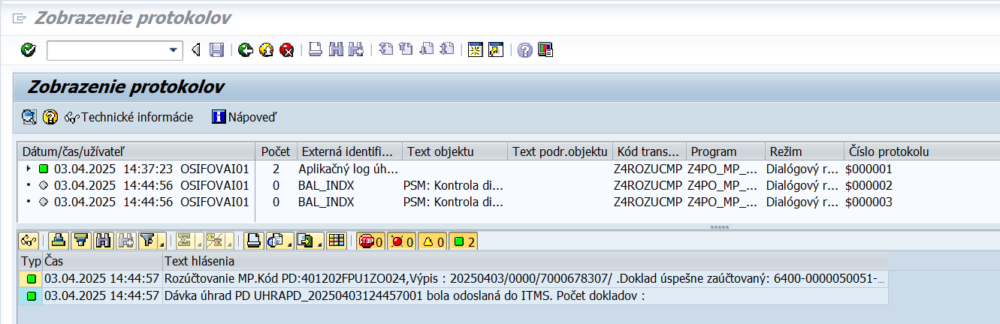 Zobrazenie protokolov
Zobrazenie protokolov
Technické informácie Nápoveď
Dátum/čas/užívateľ Počet Externá identifi... Text objektu Text podr.objektu Kód trans... Program Režim Číslo protokolu
03.04.2025 14:37:23 OSIFOVAI01 2 Aplikačný log úh... Z4ROZUCMP Z4PO_MP_... Dialógový r... $000001
03.04.2025 14:44:56 OSIFOVAI01 0 BAL_INDX PSM: Kontrola di... Z4ROZUCMP Z4PO_MP_... Dialógový r... $000002
03.04.2025 14:44:56 OSIFOVAI01 0 BAL_INDX PSM: Kontrola di... Z4ROZUCMP Z4PO_MP_... Dialógový r... $000003
STOP 0 0 0 2
Typ Čas Text hlásenia
03.04.2025 14:44:57 Rozúčtovanie MP.Kód PD:401202FPU1ZO024,Výpis : 20250403/0000/7000678307/ .Doklad úspešne zaúčtovaný: 6400-0000050051-...
03.04.2025 14:44:57 Dávka úhrad PD UHRAPD_20250403124457001 bola odoslaná do ITMS. Počet dokladov :